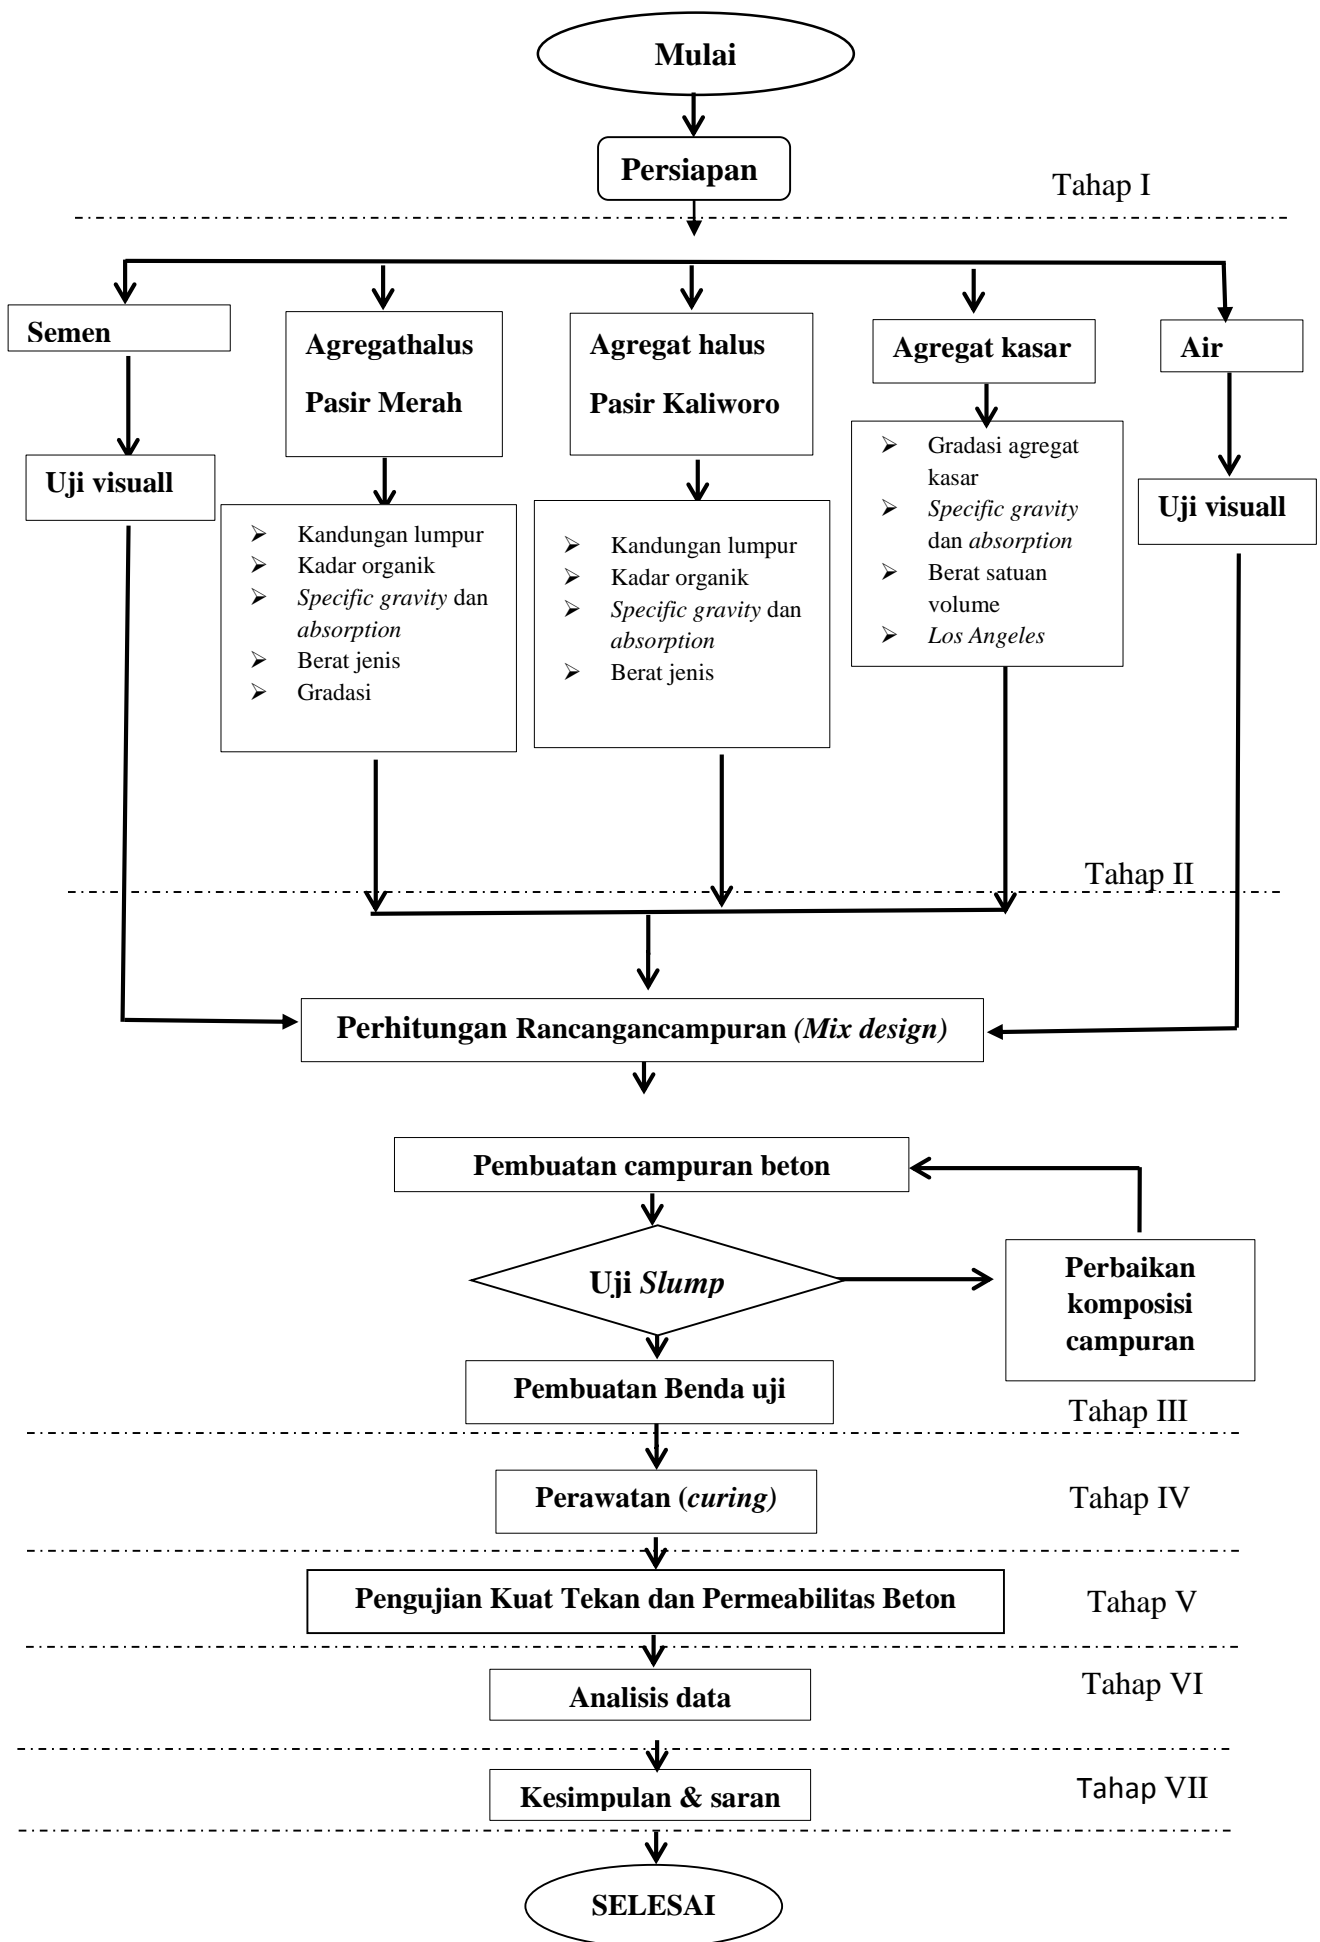 Mulai
Persiapan
Tahap I
Semen
Uji visuall
Agregathalus
Pasir Merah
➢ Kandungan lumpur
➢ Kadar organik
➢ Specific gravity dan
absorption
➢ Berat jenis
➢ Gradasi
Agregat halus
Pasir Kaliworo
➢ Kandungan lumpur
➢ Kadar organik
➢ Specific gravity dan
absorption
➢ Berat jenis
Agregat kasar
➢ Gradasi agregat
kasar
➢ Specific gravity
dan absorption
➢ Berat satuan
volume
➢ Los Angeles
Air
Uji visuall
Tahap II
Perhitungan Rancangancampuran (Mix design)
Pembuatan campuran beton
Uji Slump
Perbaikan
komposisi
campuran
Pembuatan Benda uji
Tahap III
Perawatan (curing)
Tahap IV
Pengujian Kuat Tekan dan Permeabilitas Beton
Tahap V
Analisis data
Tahap VI
Kesimpulan & saran
Tahap VII
SELESAI